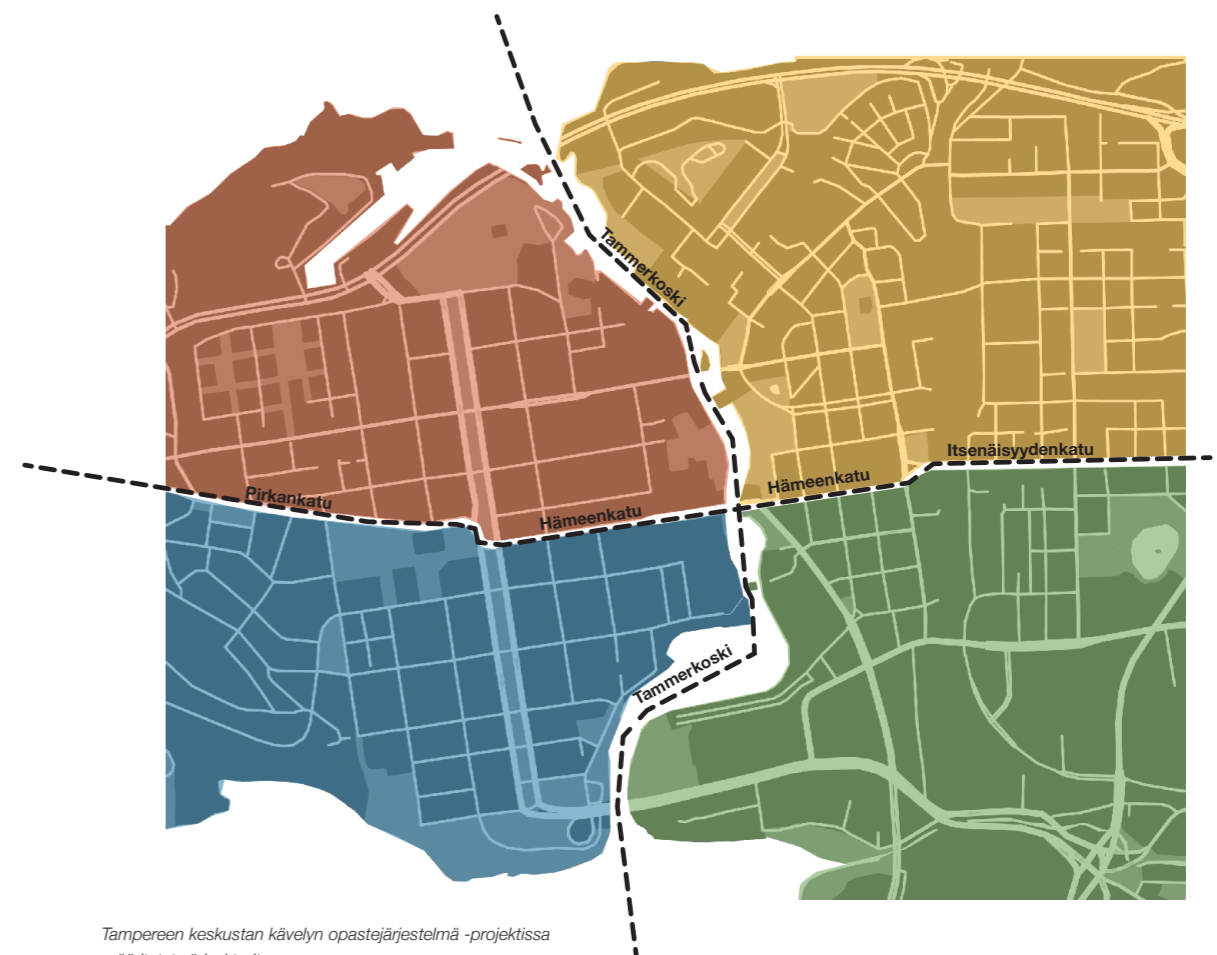 Tammerkoski
Itsenäisyydenkatu
Hämeenkatu
Pirkankatu
Hämeenkatu
Tammerkoski
Tampereen keskustan kävelyn opastejärjestelmä -projektissa